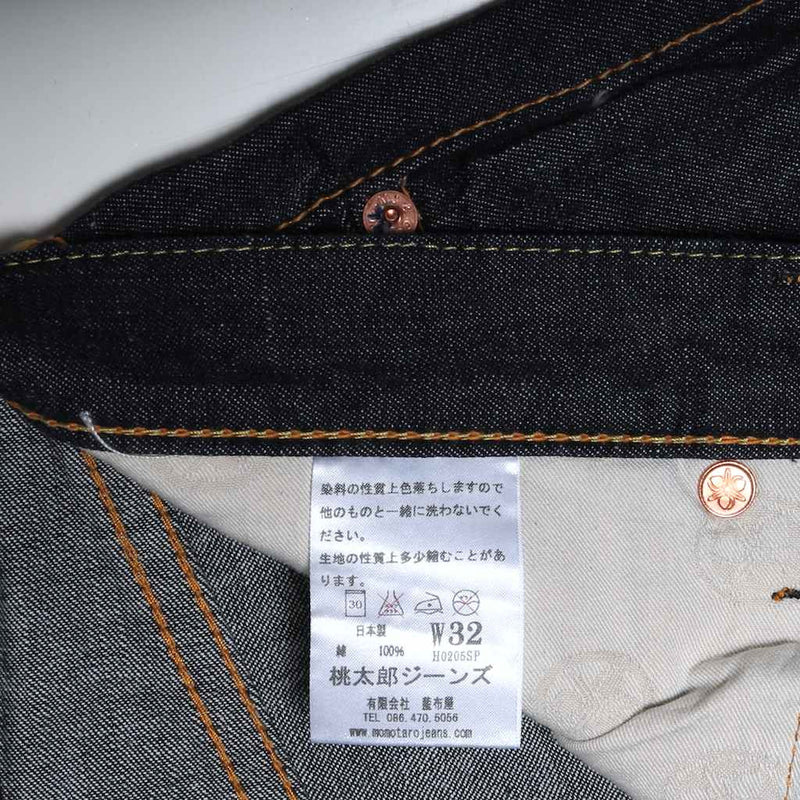 染料の性質上色落ちしますので
他のものと一緒に洗わないでく
ださい。
生地の性質上多少縮むことがあ
ります。
30
日本製 W32
綿 100% H0205SP
桃太郎ジーンズ
有限会社 藍布屋
TEL 086.470.5056
www.momotarojeans.com